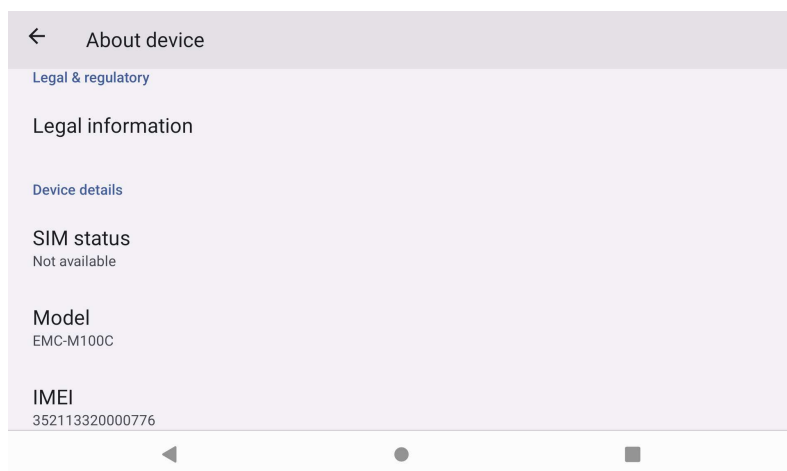 About device
Legal & regulatory
Legal information
Device details
SIM status
Not available
Model
EMC-M100C
IMEI
352113320000776